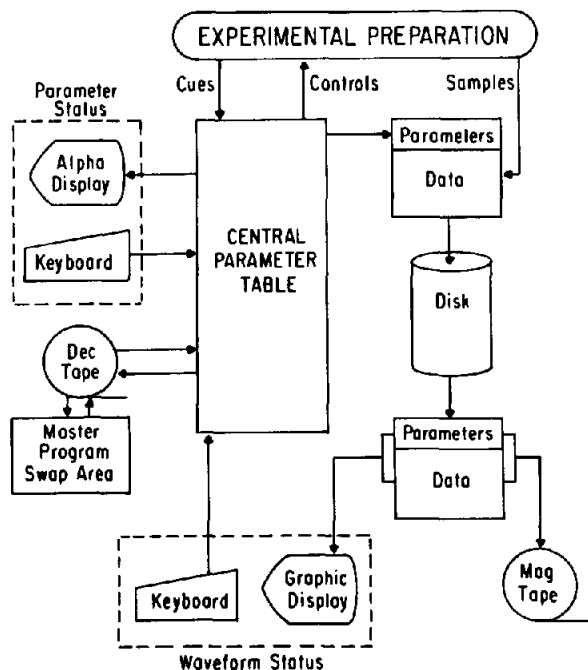 EXPERIMENTAL PREPARATION
Cues
Controls
Samples
Parameter
Status
Alpha
Display
Keyboard
CENTRAL
PARAMETER
TABLE
Parameters
Data
Disk
Dec
Tape
Master
Program
Swap Area
Parameters
Data
Keyboard
Graphic
Display
Mag
Tape
Waveform Status